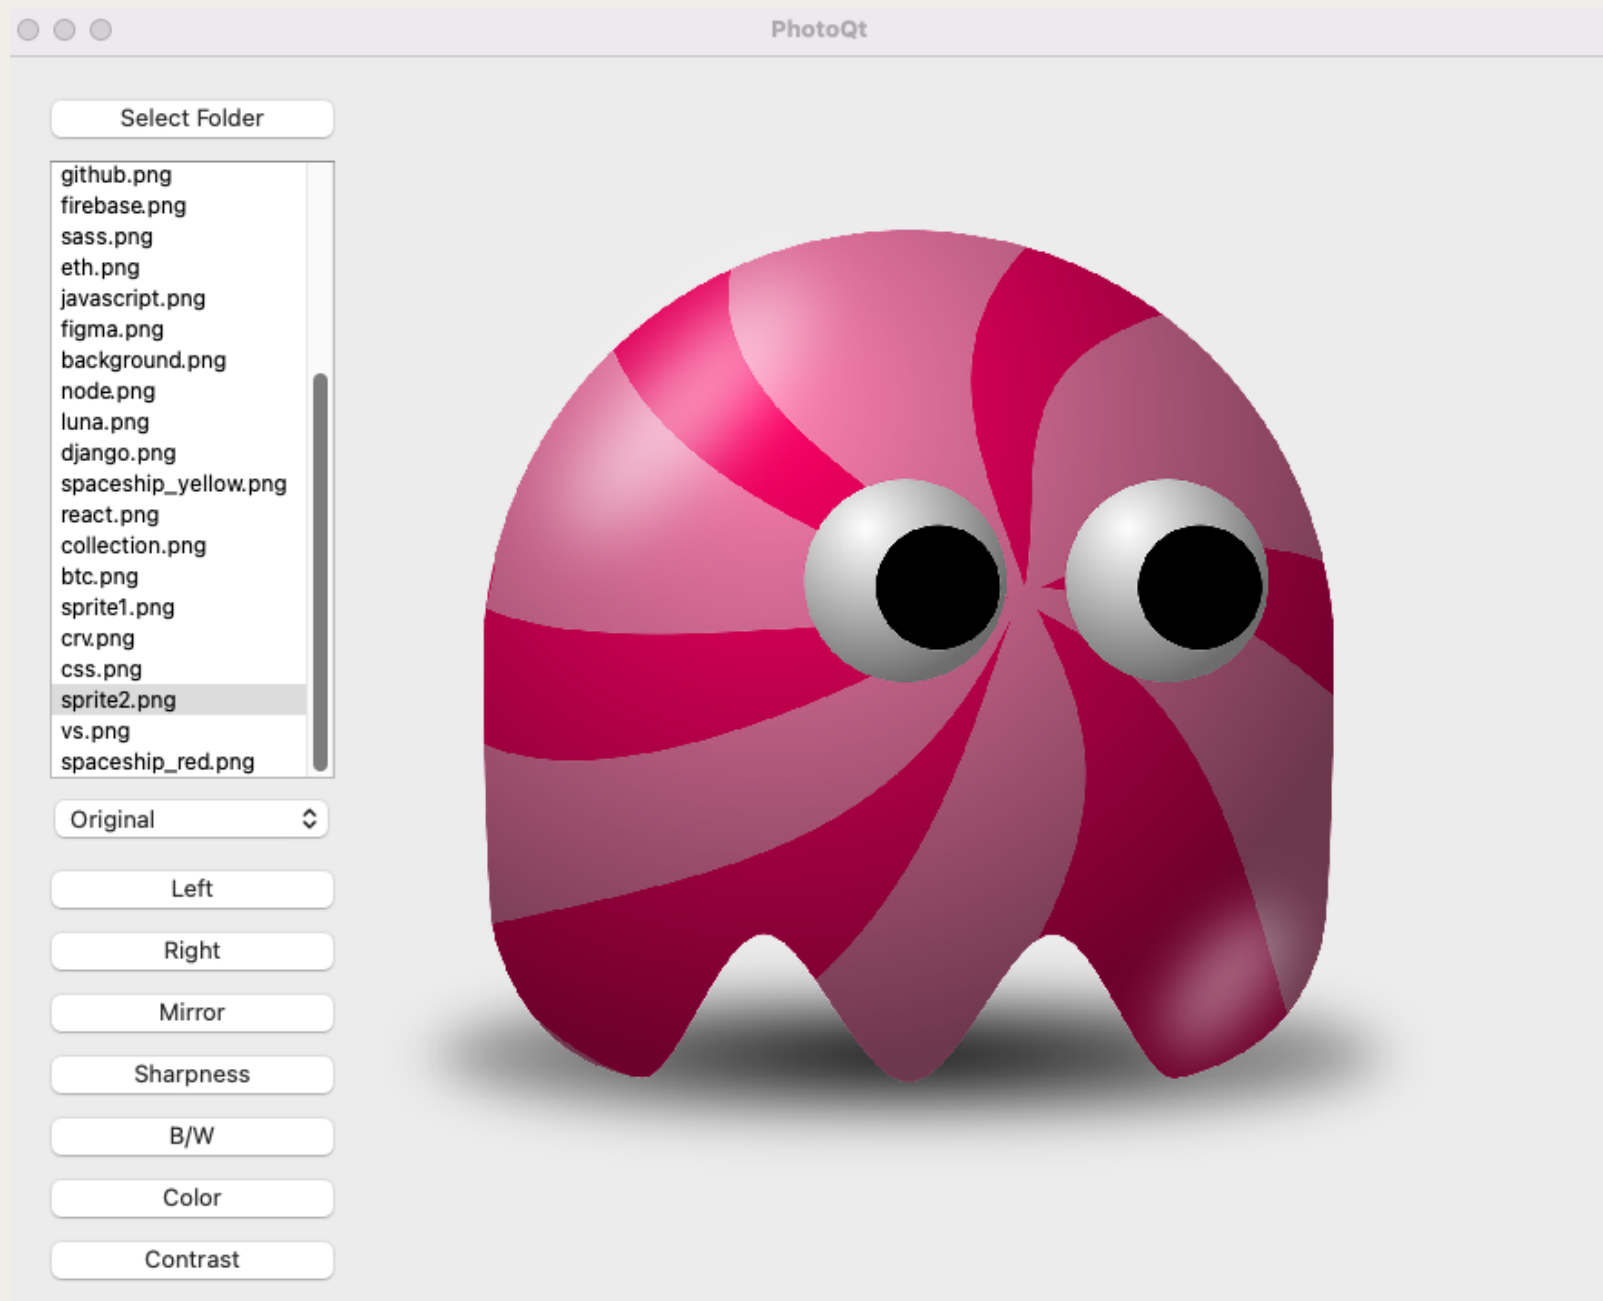 PhotoQt
Select Folder
github.png
firebase.png
sass.png
eth.png
javascript.png
figma.png
background.png
node.png
luna.png
django.png
spaceship_yellow.png
react.png
collection.png
btc.png
sprite1.png
crv.png
css.png
sprite2.png
vs.png
spaceship_red.png
Original
Left
Right
Mirror
Sharpness
B/W
Color
Contrast